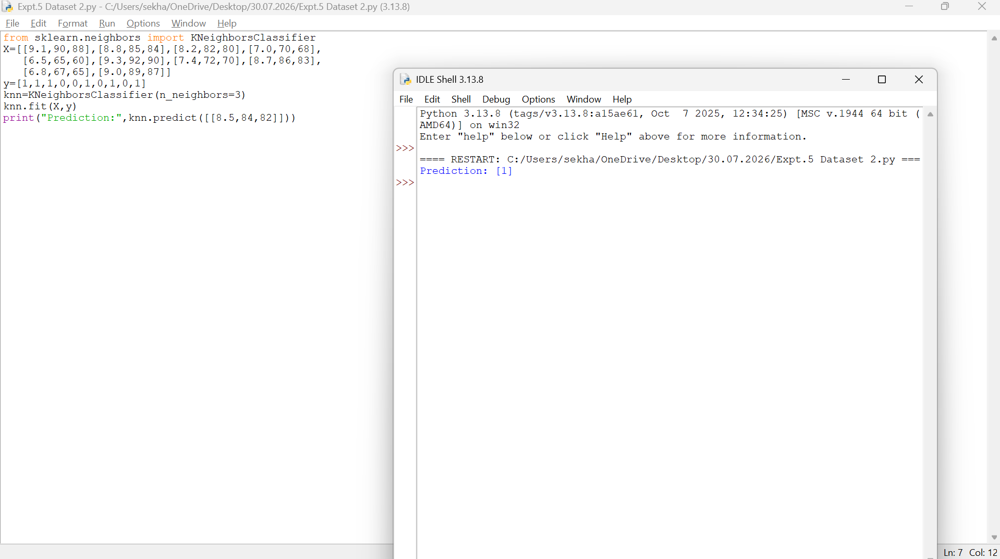 Expt.5 Dataset 2.py - C:/Users/sekha/OneDrive/Desktop/30.07.2026/Expt.5 Dataset 2.py (3.13.8)
File Edit Format Run Options Window Help
from sklearn.neighbors import KNeighborsClassifier
X=[[9.1,90,88],[8.8,85,84],[8.2,82,80],[7.0,70,68],
[6.5,65,60],[9.3,92,90],[7.4,72,70],[8.7,86,83],
[6.8,67,65],[9.0,89,87]]
y=[1,1,1,0,0,1,0,1,0,1]
knn=KNeighborsClassifier(n_neighbors=3)
knn.fit(X,y)
print("Prediction:",knn.predict([[8.5,84,82]]))
IDLE Shell 3.13.8
File Edit Shell Debug Options Window Help
Python 3.13.8 (tags/v3.13.8:a15ae61, Oct  7 2025, 12:34:25) [MSC v.1944 64 bit (
AMD64)] on win32
Enter "help" below or click "Help" above for more information.
>>>
==== RESTART: C:/Users/sekha/OneDrive/Desktop/30.07.2026/Expt.5 Dataset 2.py ===
Prediction: [1]
>>>
Ln: 7 Col: 12